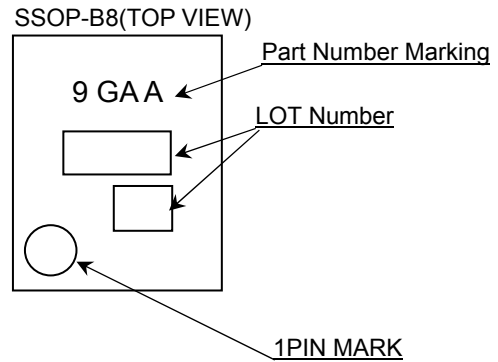 SSOP-B8(TOP VIEW)
Part Number Marking
9 GA A
LOT Number
1PIN MARK